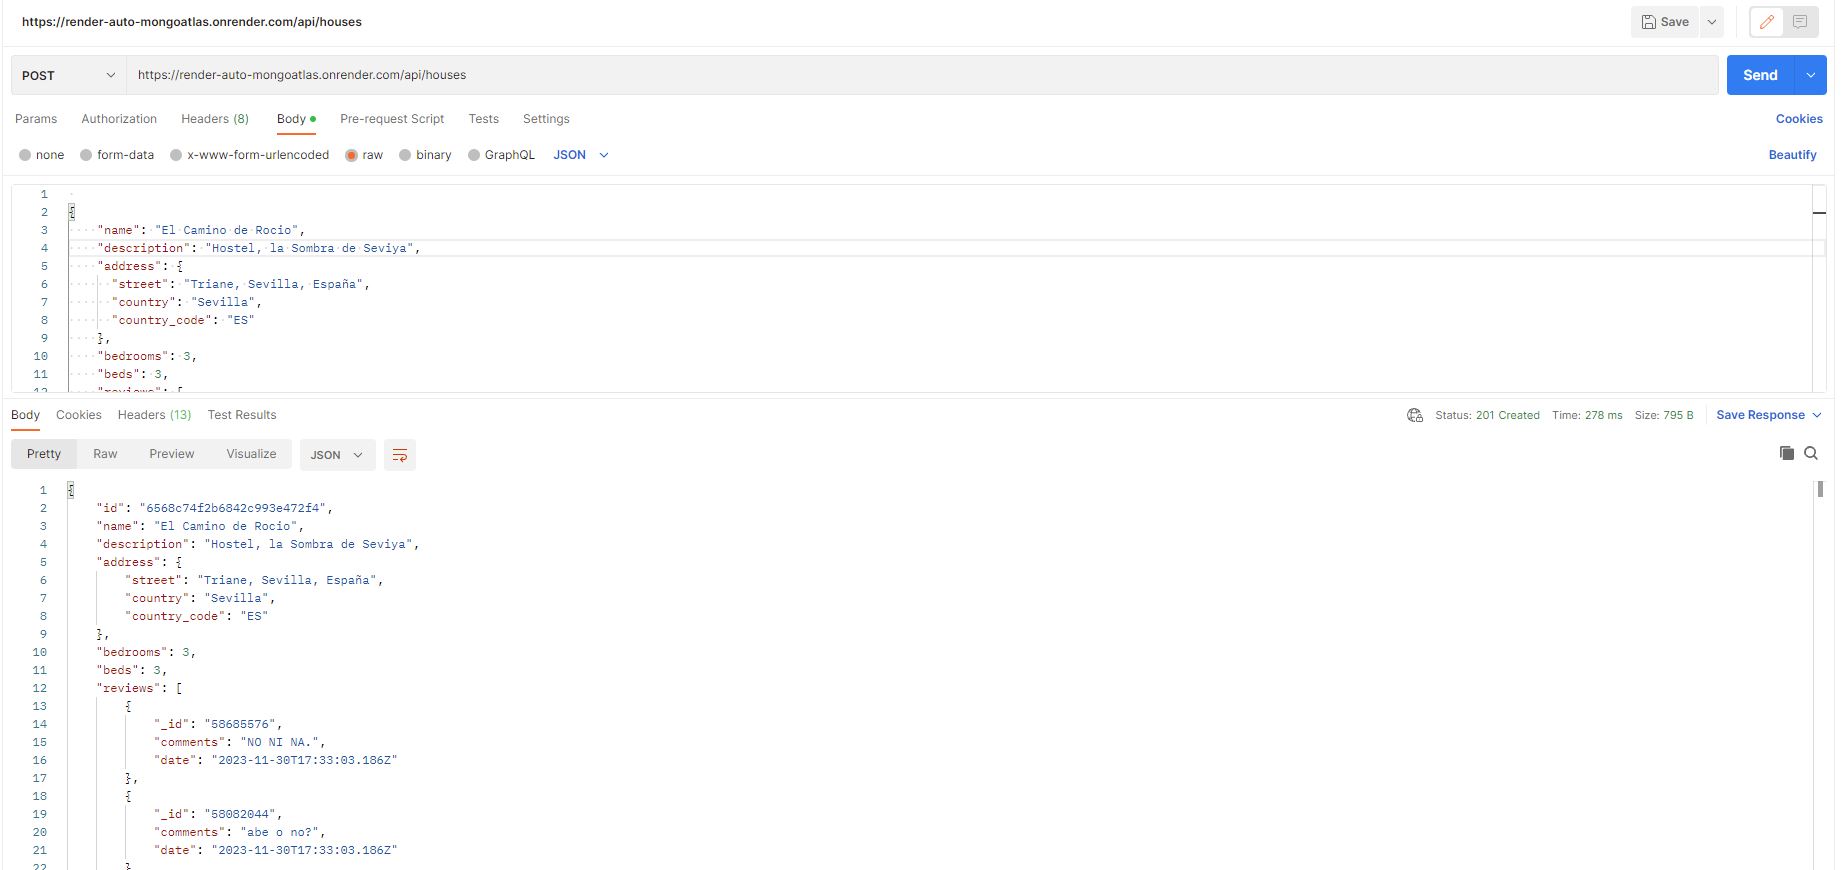 https://render-auto-mongoatlas.onrender.com/api/houses
Save
POST https://render-auto-mongoatlas.onrender.com/api/houses Send
Params Authorization Headers (8) Body Pre-request Script Tests Settings Cookies
none form-data x-www-form-urlencoded raw binary GraphQL JSON Beautify
1
2 {
3 "name": "El Camino de Rocio",
4 "description": "Hostel, la Sombra de Seviya",
5 "address": {
6 "street": "Triane, Sevilla, España",
7 "country": "Sevilla",
8 "country_code": "ES"
9 },
10 "bedrooms": 3,
11 "beds": 3,
12 "reviews": [
Body Cookies Headers (13) Test Results Status: 201 Created Time: 278 ms Size: 795 B Save Response
Pretty Raw Preview Visualize JSON
1 {
2 "id": "6568c74f2b6842c993e472f4",
3 "name": "El Camino de Rocio",
4 "description": "Hostel, la Sombra de Seviya",
5 "address": {
6 "street": "Triane, Sevilla, España",
7 "country": "Sevilla",
8 "country_code": "ES"
9 },
10 "bedrooms": 3,
11 "beds": 3,
12 "reviews": [
13 {
14 "_id": "58685576",
15 "comments": "NO NI NA.",
16 "date": "2023-11-30T17:33:03.186Z"
17 },
18 {
19 "_id": "58082044",
20 "comments": "abe o no?",
21 "date": "2023-11-30T17:33:03.186Z"
22 }